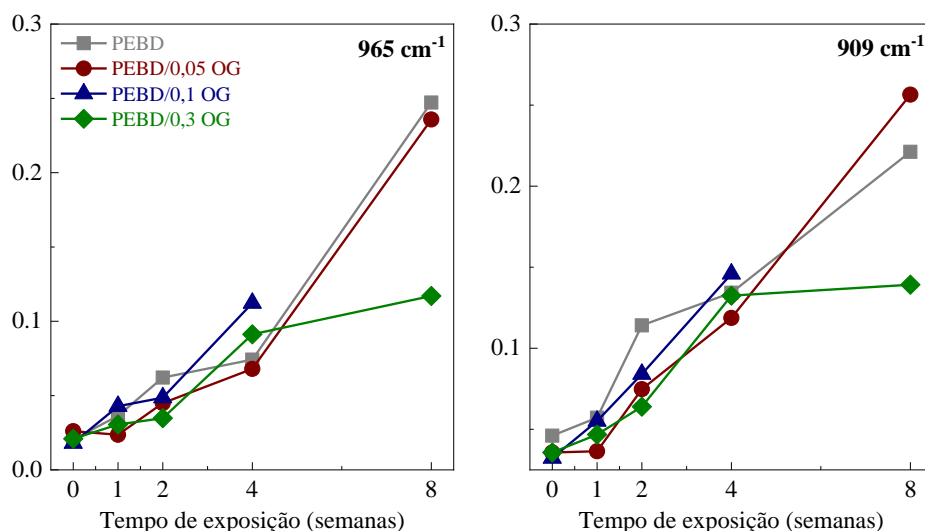 0.3
965 cm-1
PEBD
PEBD/0,05 OG
PEBD/0,1 OG
PEBD/0,3 OG
0.2
0.1
0.0
0 1 2 4 8
Tempo de exposição (semanas)
0.3
909 cm-1
0.2
0.1
0 1 2 4 8
Tempo de exposição (semanas)